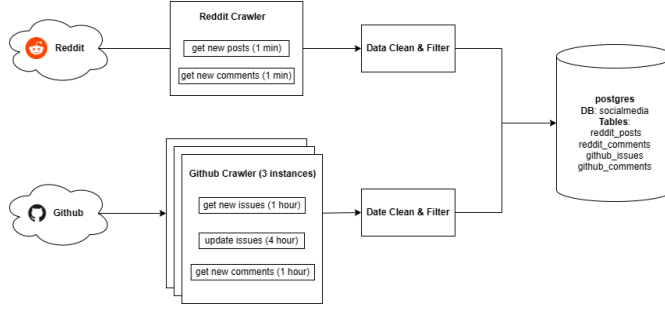 Reddit Crawler
Reddit
get new posts (1 min)
get new comments (1 min)
Data Clean & Filter
postgres
DB: socialmedia
Tables:
reddit_posts
reddit_comments
github_issues
github_comments
Github Crawler (3 instances)
Github
get new issues (1 hour)
update issues (4 hour)
get new comments (1 hour)
Date Clean & Filter